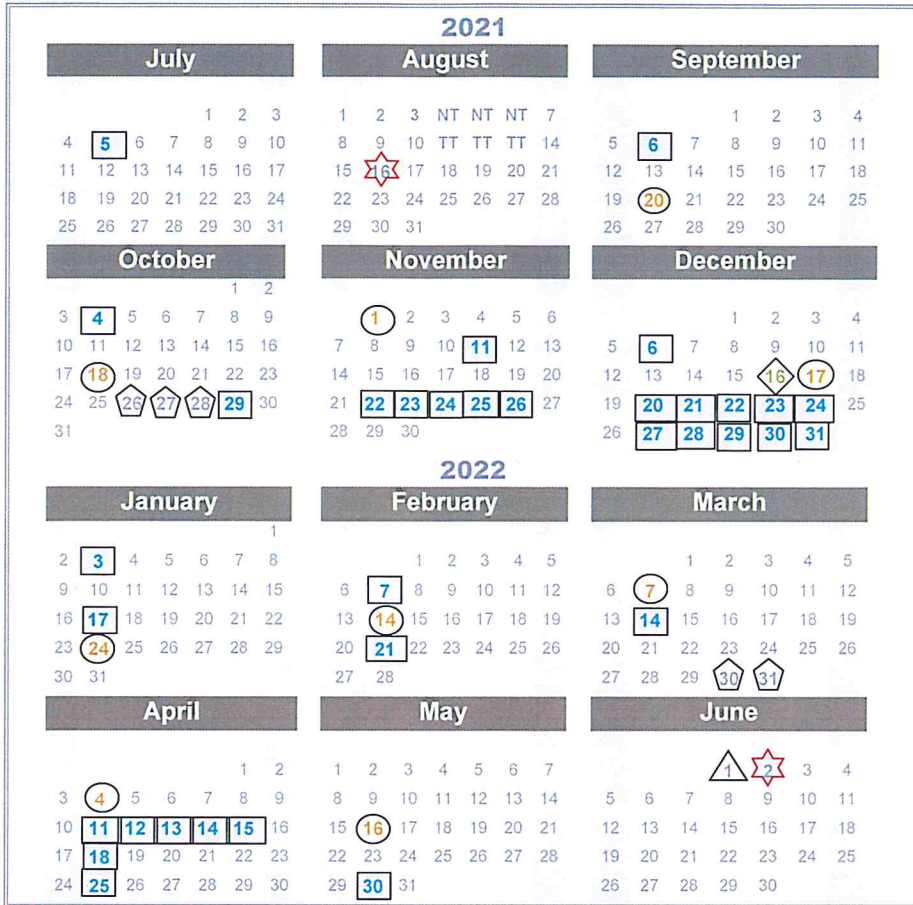 2021
July August September
1 2 3 1 2 3 NT NT NT 7 1 2 3 4
4 5 6 7 8 9 10 8 9 10 TT TT TT 14 5 6 7 8 9 10 11
11 12 13 14 15 16 17 15 16 17 18 19 20 21 12 13 14 15 16 17 18
18 19 20 21 22 23 24 22 23 24 25 26 27 28 19 20 21 22 23 24 25
25 26 27 28 29 30 31 29 30 31 26 27 28 29 30
October November December
1 2
3 4 5 6 7 8 9 1 2 3 4 5 6 1 2 3 4
10 11 12 13 14 15 16 7 8 9 10 11 12 13 5 6 7 8 9 10 11
17 18 19 20 21 22 23 14 15 16 17 18 19 20 12 13 14 15 16 17 18
24 25 26 27 28 29 30 21 22 23 24 25 26 27 19 20 21 22 23 24 25
31 28 29 30 26 27 28 29 30 31
2022
January February March
1
2 3 4 5 6 7 8 1 2 3 4 5 1 2 3 4 5
9 10 11 12 13 14 15 6 7 8 9 10 11 12 6 7 8 9 10 11 12
16 17 18 19 20 21 22 13 14 15 16 17 18 19 13 14 15 16 17 18 19
23 24 25 26 27 28 29 20 21 22 23 24 25 26 20 21 22 23 24 25 26
30 31 27 28 27 28 29 30 31
April May June
1 2 1 2 3 4 5 6 7 1 2 3 4
3 4 5 6 7 8 9 8 9 10 11 12 13 14 5 6 7 8 9 10 11
10 11 12 13 14 15 16 15 16 17 18 19 20 21 12 13 14 15 16 17 18
17 18 19 20 21 22 23 22 23 24 25 26 27 28 19 20 21 22 23 24 25
24 25 26 27 28 29 30 29 30 31 26 27 28 29 30